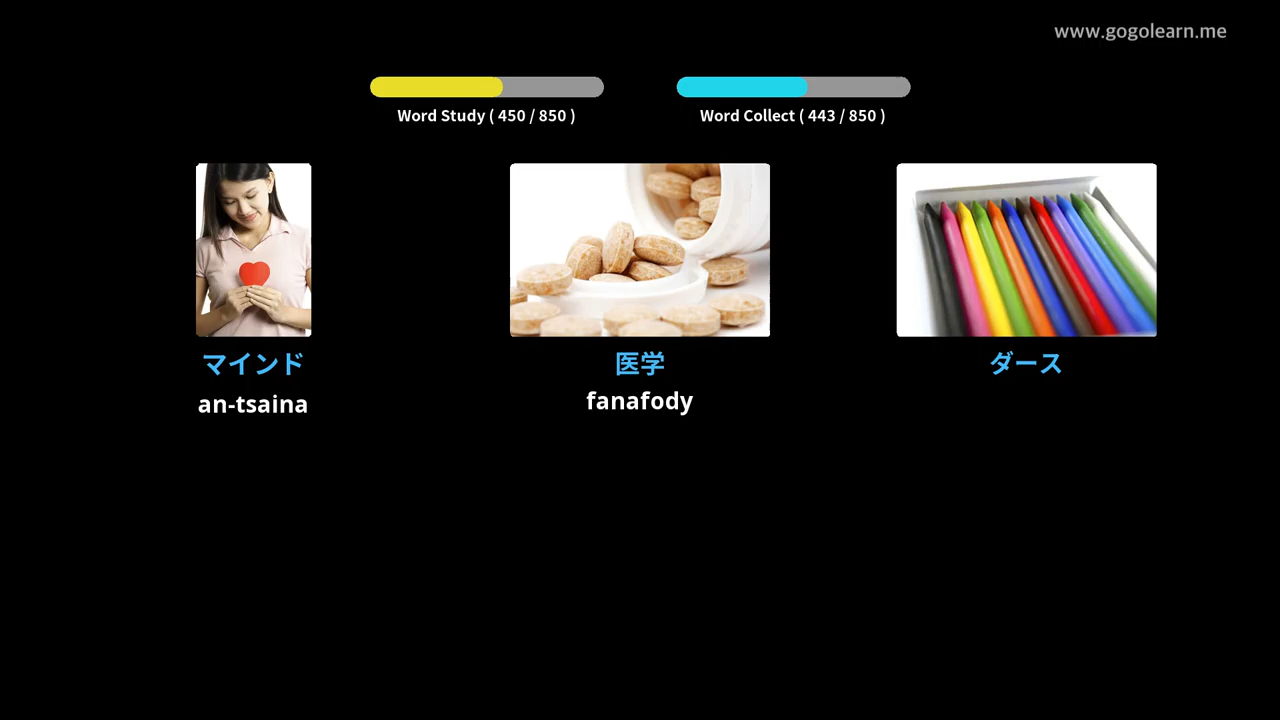 www.gogolearn.me
Word Study ( 450 / 850 )
Word Collect ( 443 / 850 )
マインド
an-tsaina
医学
fanafody
ダース